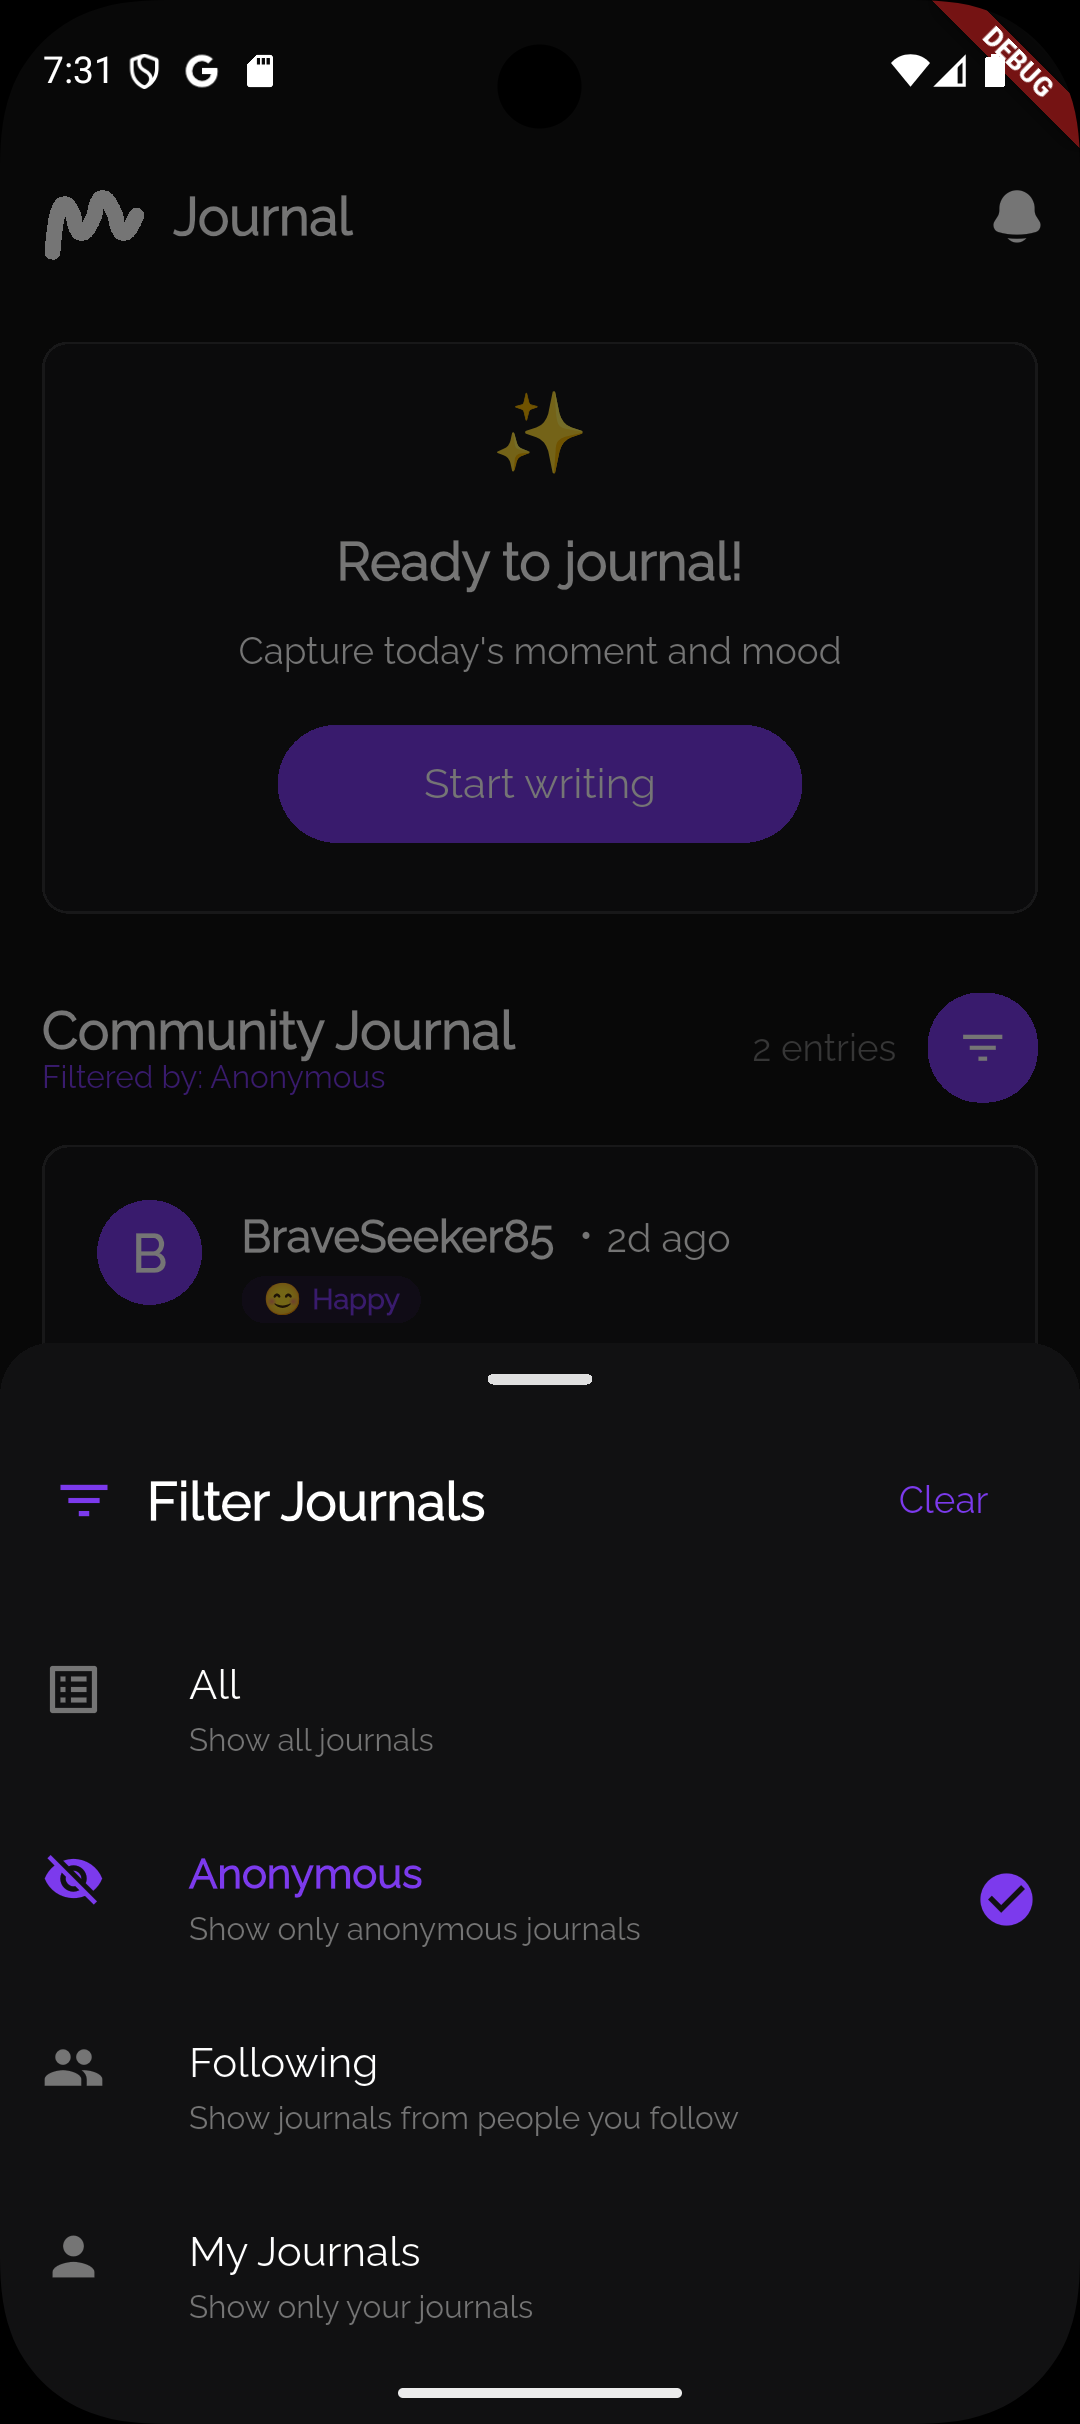 7:31
DEBUG
Journal
Ready to journal!
Capture today's moment and mood
Start writing
Community Journal
Filtered by: Anonymous
2 entries
B
BraveSeeker85 • 2d ago
😊 Happy
Filter Journals
Clear
All
Show all journals
Anonymous
Show only anonymous journals
Following
Show journals from people you follow
My Journals
Show only your journals